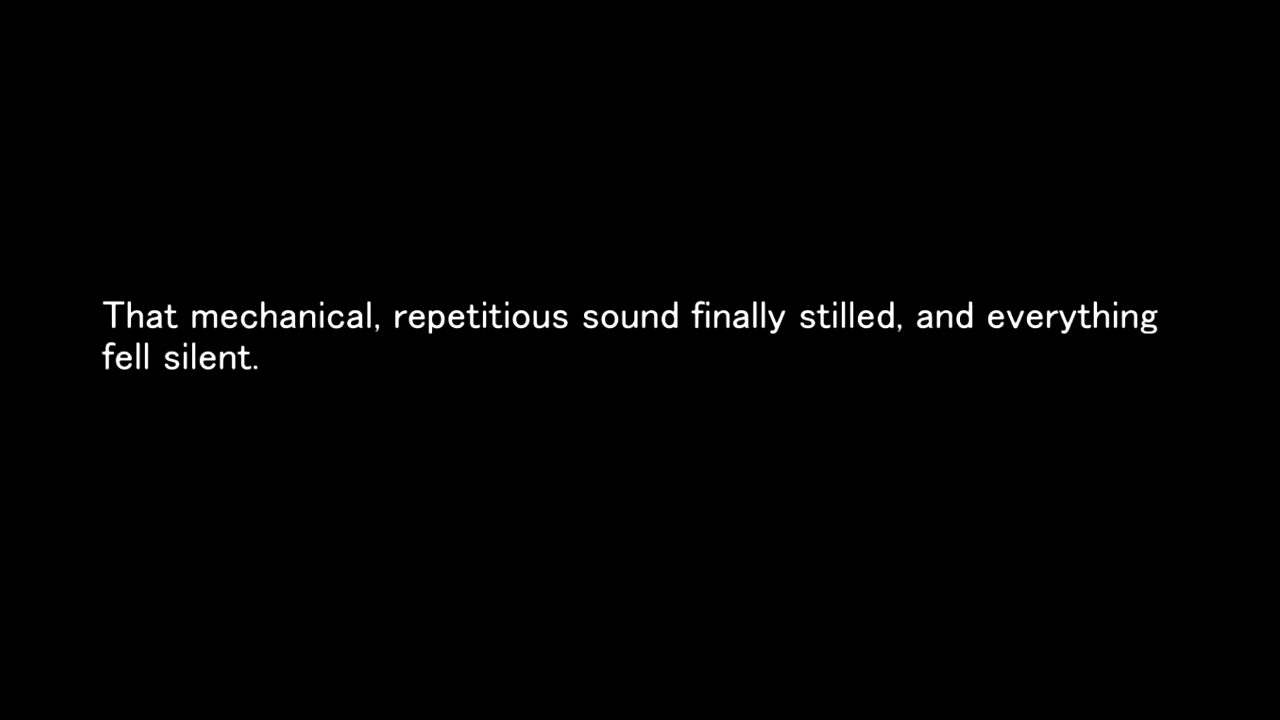 That mechanical, repetitious sound finally stilled, and everything
fell silent.